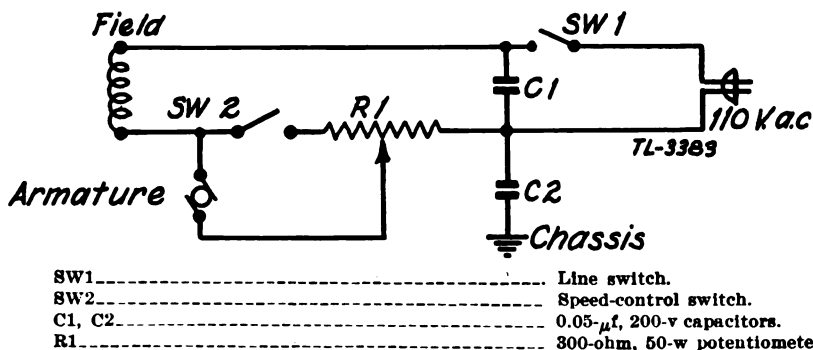 Field
SW 1
SW 2
R1
C1
110 V. a.c
TL-3383
Armature
C2
Chassis
SW1 Line switch.
SW2 Speed-control switch.
C1, C2 0.05-μf, 200-v capacitors.
R1 300-ohm, 50-w potentiomete